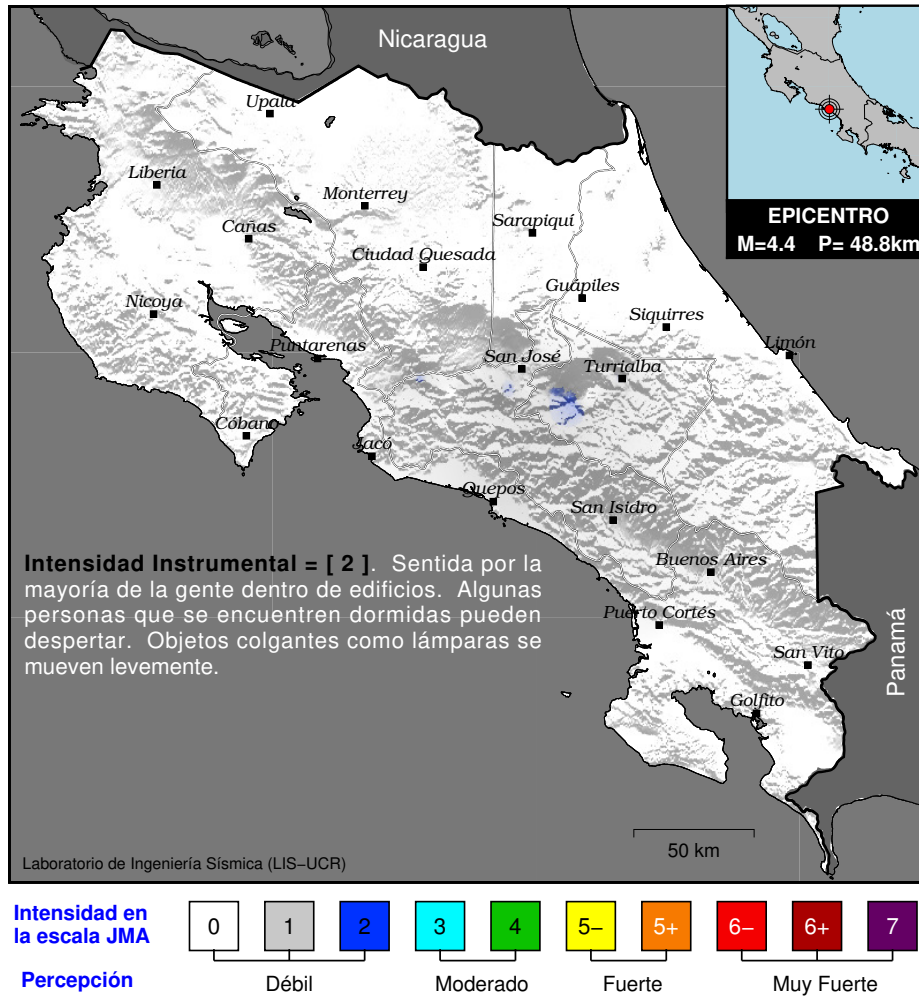 Nicaragua
Upala
Liberia
Monterrey
Cañas
Sarapiquí
Ciudad Quesada
Guápiles
Nicoya
Siquirres
Puntarenas
San José
Limón
Turrialba
Cóbano
Jacó
Quepos
San Isidro
Buenos Aires
Puerto Cortés
San Vito
Golfito
Panamá
EPICENTRO
M=4.4 P= 48.8km
Intensidad Instrumental = [ 2 ]. Sentida por la
mayoría de la gente dentro de edificios. Algunas
personas que se encuentren dormidas pueden
despertar. Objetos colgantes como lámparas se
mueven levemente.
50 km
Laboratorio de Ingeniería Sísmica (LIS−UCR)
Intensidad en
la escala JMA
0 1 2 3 4 5− 5+ 6− 6+ 7
Percepción
Débil Moderado Fuerte Muy Fuerte